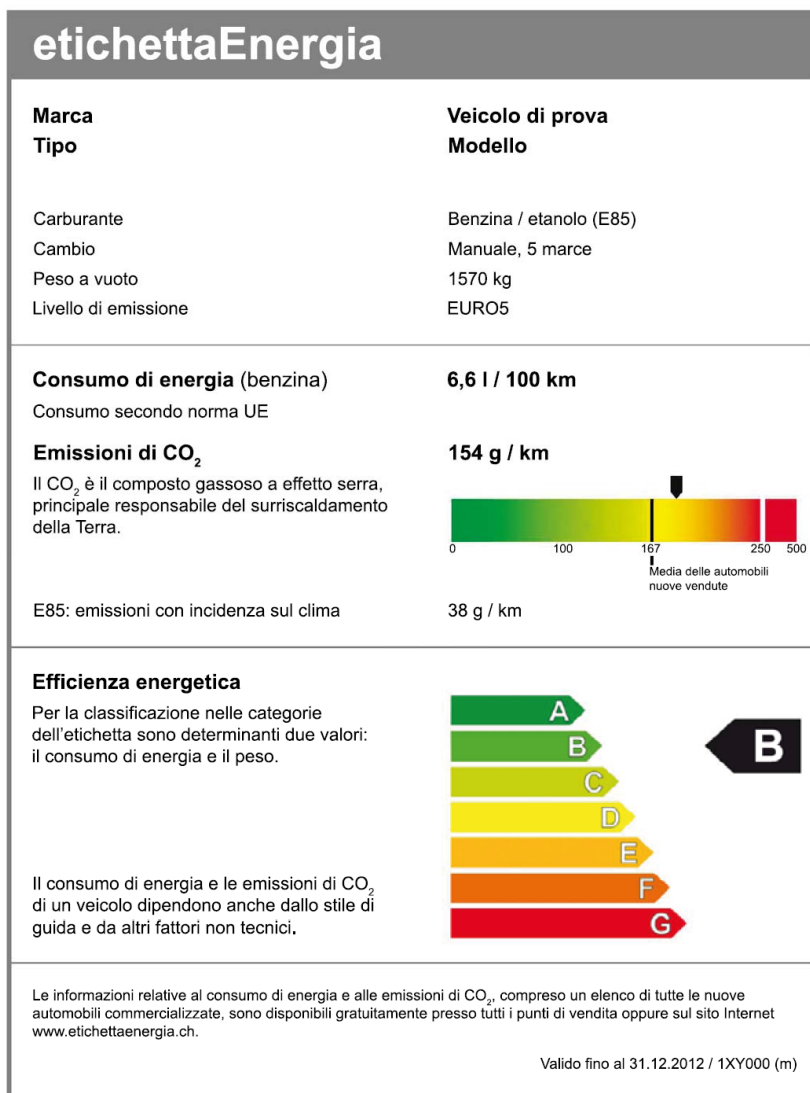 etichettaEnergia
Marca Veicolo di prova
Tipo Modello
Carburante Benzina / etanolo (E85)
Cambio Manuale, 5 marce
Peso a vuoto 1570 kg
Livello di emissione EURO5
Consumo di energia (benzina) 6,6 l / 100 km
Consumo secondo norma UE
Emissioni di CO₂ 154 g / km
Il CO₂ è il composto gassoso a effetto serra,
principale responsabile del surriscaldamento
della Terra.
0 100 167 250 500
Media delle automobili
nuove vendute
E85: emissioni con incidenza sul clima 38 g / km
Efficienza energetica
Per la classificazione nelle categorie
dell'etichetta sono determinanti due valori:
il consumo di energia e il peso.
A
B B
C
D
E
F
G
Il consumo di energia e le emissioni di CO₂
di un veicolo dipendono anche dallo stile di
guida e da altri fattori non tecnici.
Le informazioni relative al consumo di energia e alle emissioni di CO₂, compreso un elenco di tutte le nuove
automobili commercializzate, sono disponibili gratuitamente presso tutti i punti di vendita oppure sul sito Internet
www.etichettaenergia.ch.
Valido fino al 31.12.2012 / 1XY000 (m)